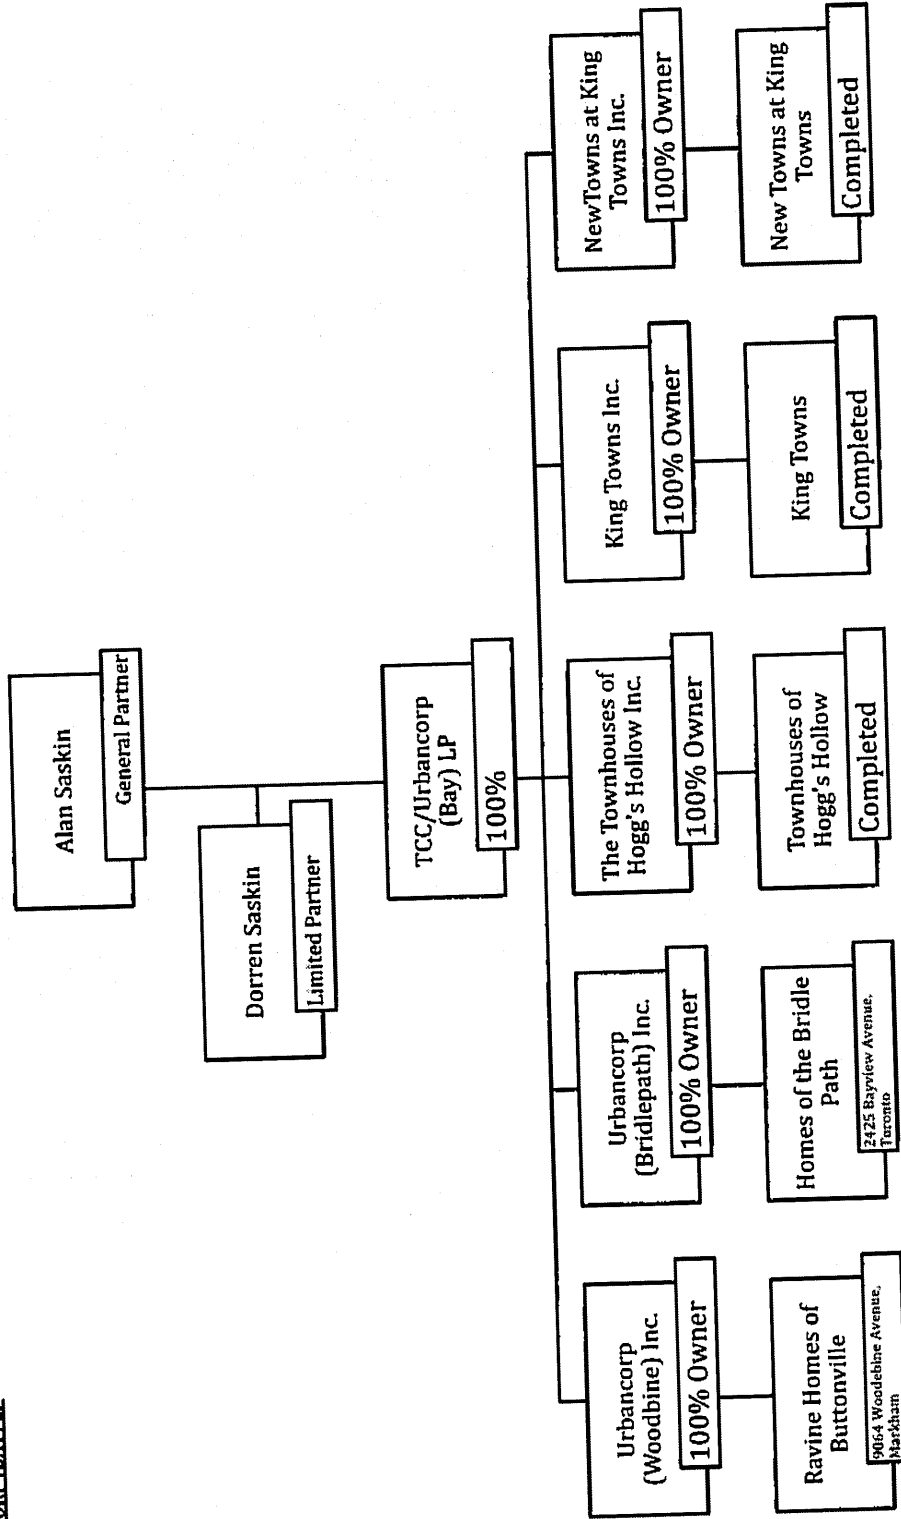 Alan Saskin
General Partner
Dorren Saskin
Limited Partner
TCC/Urbancorp
(Bay) LP
100%
Urbancorp
(Woodbine) Inc.
100% Owner
Urbancorp
(Bridlepath) Inc.
100% Owner
The Townhouses of
Hogg's Hollow Inc.
100% Owner
King Towns Inc.
100% Owner
NewTowns at King
Towns Inc.
100% Owner
Ravine Homes of
Buttonville
9064 Woodebine Avenue,
Markham
Homes of the Bridle
Path
2425 Bayview Avenue,
Toronto
Townhouses of
Hogg's Hollow
Completed
King Towns
Completed
New Towns at King
Towns
Completed